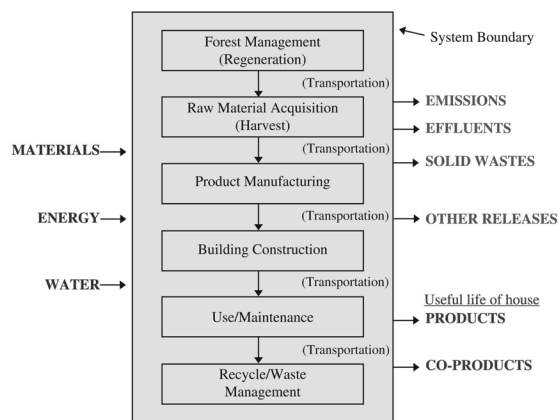 Forest Management
(Regeneration)
System Boundary
(Transportation)
Raw Material Acquisition
(Harvest)
EMISSIONS
EFFLUENTS
MATERIALS
(Transportation)
SOLID WASTES
Product Manufacturing
ENERGY
(Transportation)
OTHER RELEASES
Building Construction
WATER
(Transportation)
Useful life of house
Use/Maintenance
PRODUCTS
(Transportation)
CO-PRODUCTS
Recycle/Waste
Management